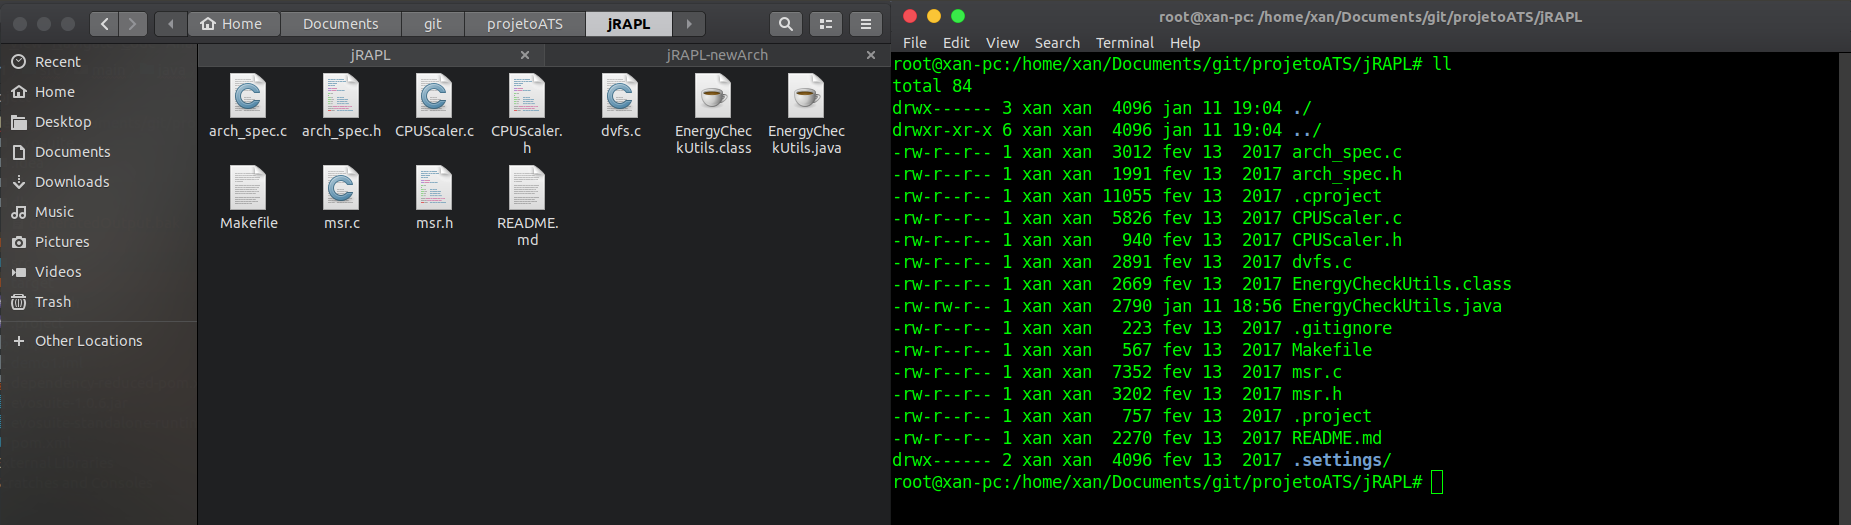 Home
Documents
git
projetoATS
jRAPL
Recent
Home
Desktop
Documents
Downloads
Music
Pictures
Videos
Trash
Other Locations
jRAPL
jRAPL-newArch
arch_spec.c
arch_spec.h
CPUScaler.c
CPUScaler.
h
dvfs.c
EnergyChec
kUtils.class
EnergyChec
kUtils.java
Makefile
msr.c
msr.h
README.
md
root@xan-pc: /home/xan/Documents/git/projetoATS/jRAPL
File Edit View Search Terminal Help
root@xan-pc:/home/xan/Documents/git/projetoATS/jRAPL# ll
total 84
drwx------ 3 xan xan  4096 jan 11 19:04 ./
drwxr-xr-x 6 xan xan  4096 jan 11 19:04 ../
-rw-r--r-- 1 xan xan  3012 fev 13  2017 arch_spec.c
-rw-r--r-- 1 xan xan  1991 fev 13  2017 arch_spec.h
-rw-r--r-- 1 xan xan 11055 fev 13  2017 .cproject
-rw-r--r-- 1 xan xan  5826 fev 13  2017 CPUScaler.c
-rw-r--r-- 1 xan xan   940 fev 13  2017 CPUScaler.h
-rw-r--r-- 1 xan xan  2891 fev 13  2017 dvfs.c
-rw-r--r-- 1 xan xan  2669 fev 13  2017 EnergyCheckUtils.class
-rw-rw-r-- 1 xan xan  2790 jan 11 18:56 EnergyCheckUtils.java
-rw-r--r-- 1 xan xan   223 fev 13  2017 .gitignore
-rw-r--r-- 1 xan xan   567 fev 13  2017 Makefile
-rw-r--r-- 1 xan xan  7352 fev 13  2017 msr.c
-rw-r--r-- 1 xan xan  3202 fev 13  2017 msr.h
-rw-r--r-- 1 xan xan   757 fev 13  2017 .project
-rw-r--r-- 1 xan xan  2270 fev 13  2017 README.md
drwx------ 2 xan xan  4096 fev 13  2017 .settings/
root@xan-pc:/home/xan/Documents/git/projetoATS/jRAPL#